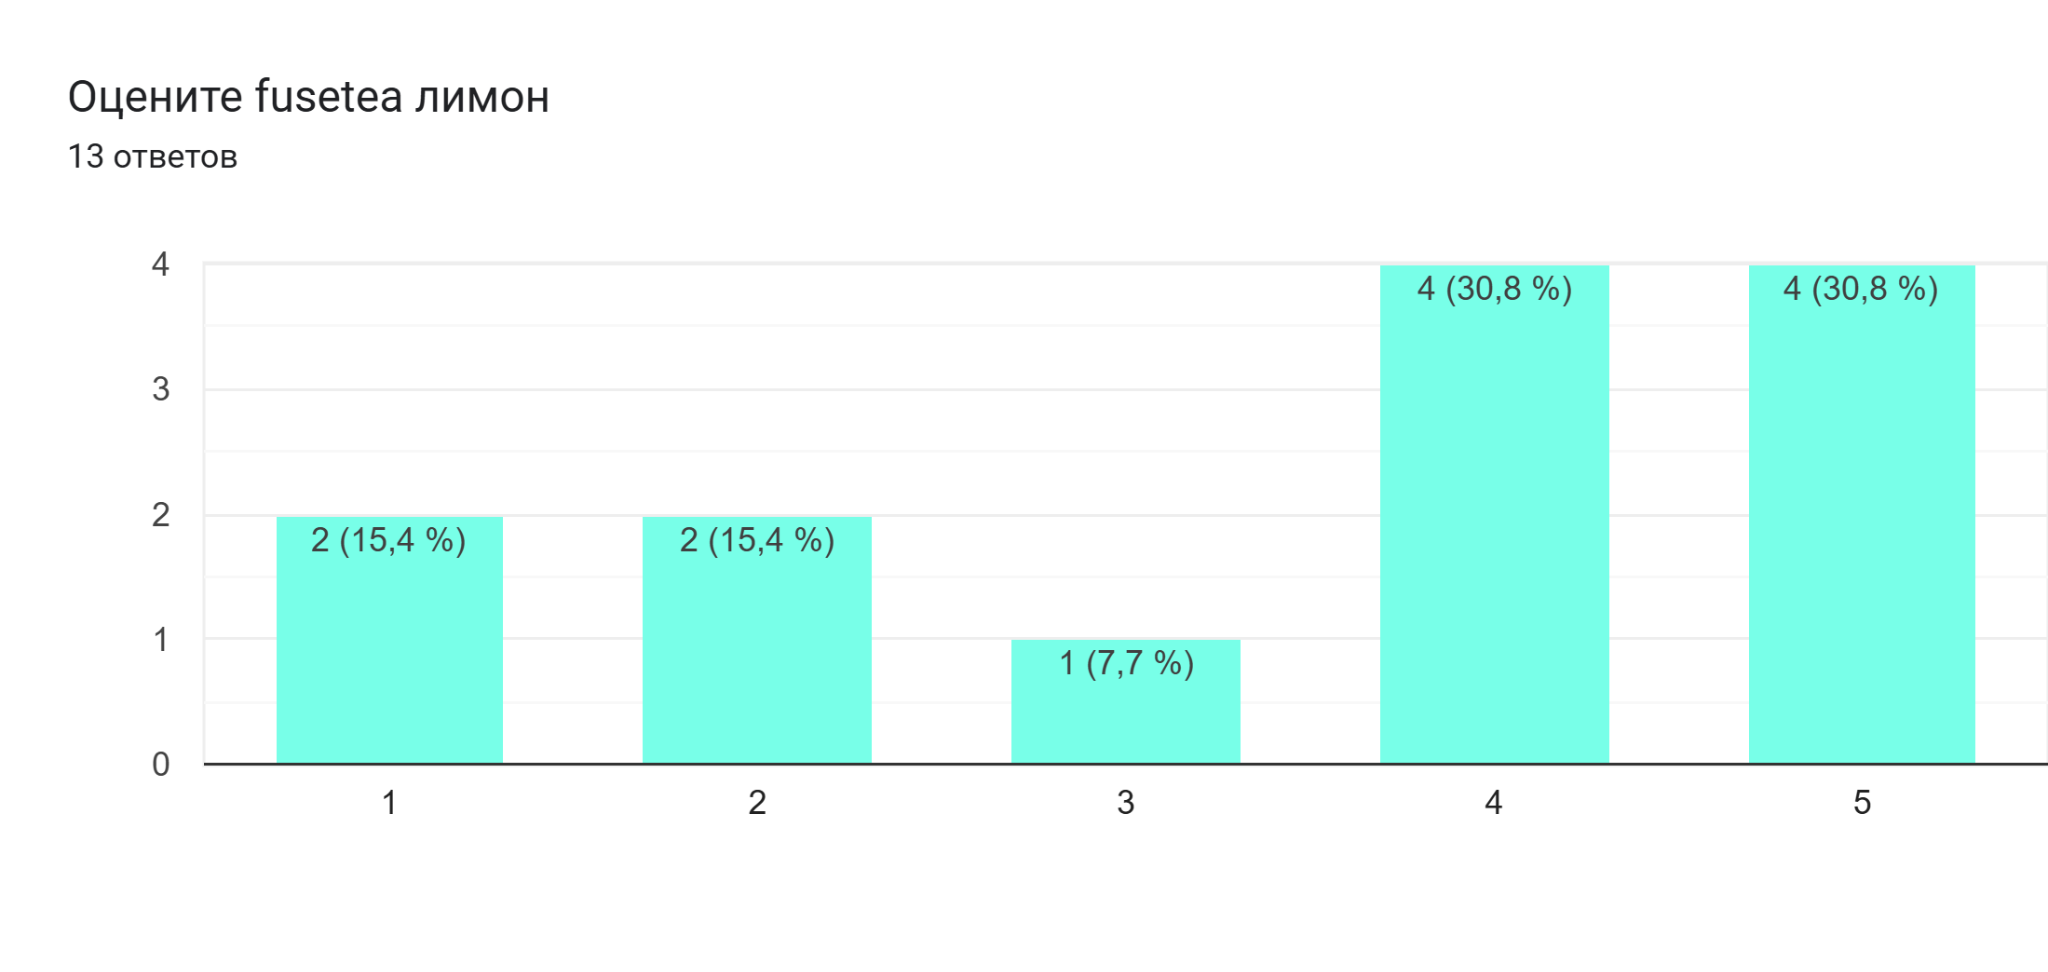 Оцените fusetea лимон
13 ответов
4
3
2
1
0
2 (15,4 %)
2 (15,4 %)
1 (7,7 %)
4 (30,8 %)
4 (30,8 %)
1
2
3
4
5